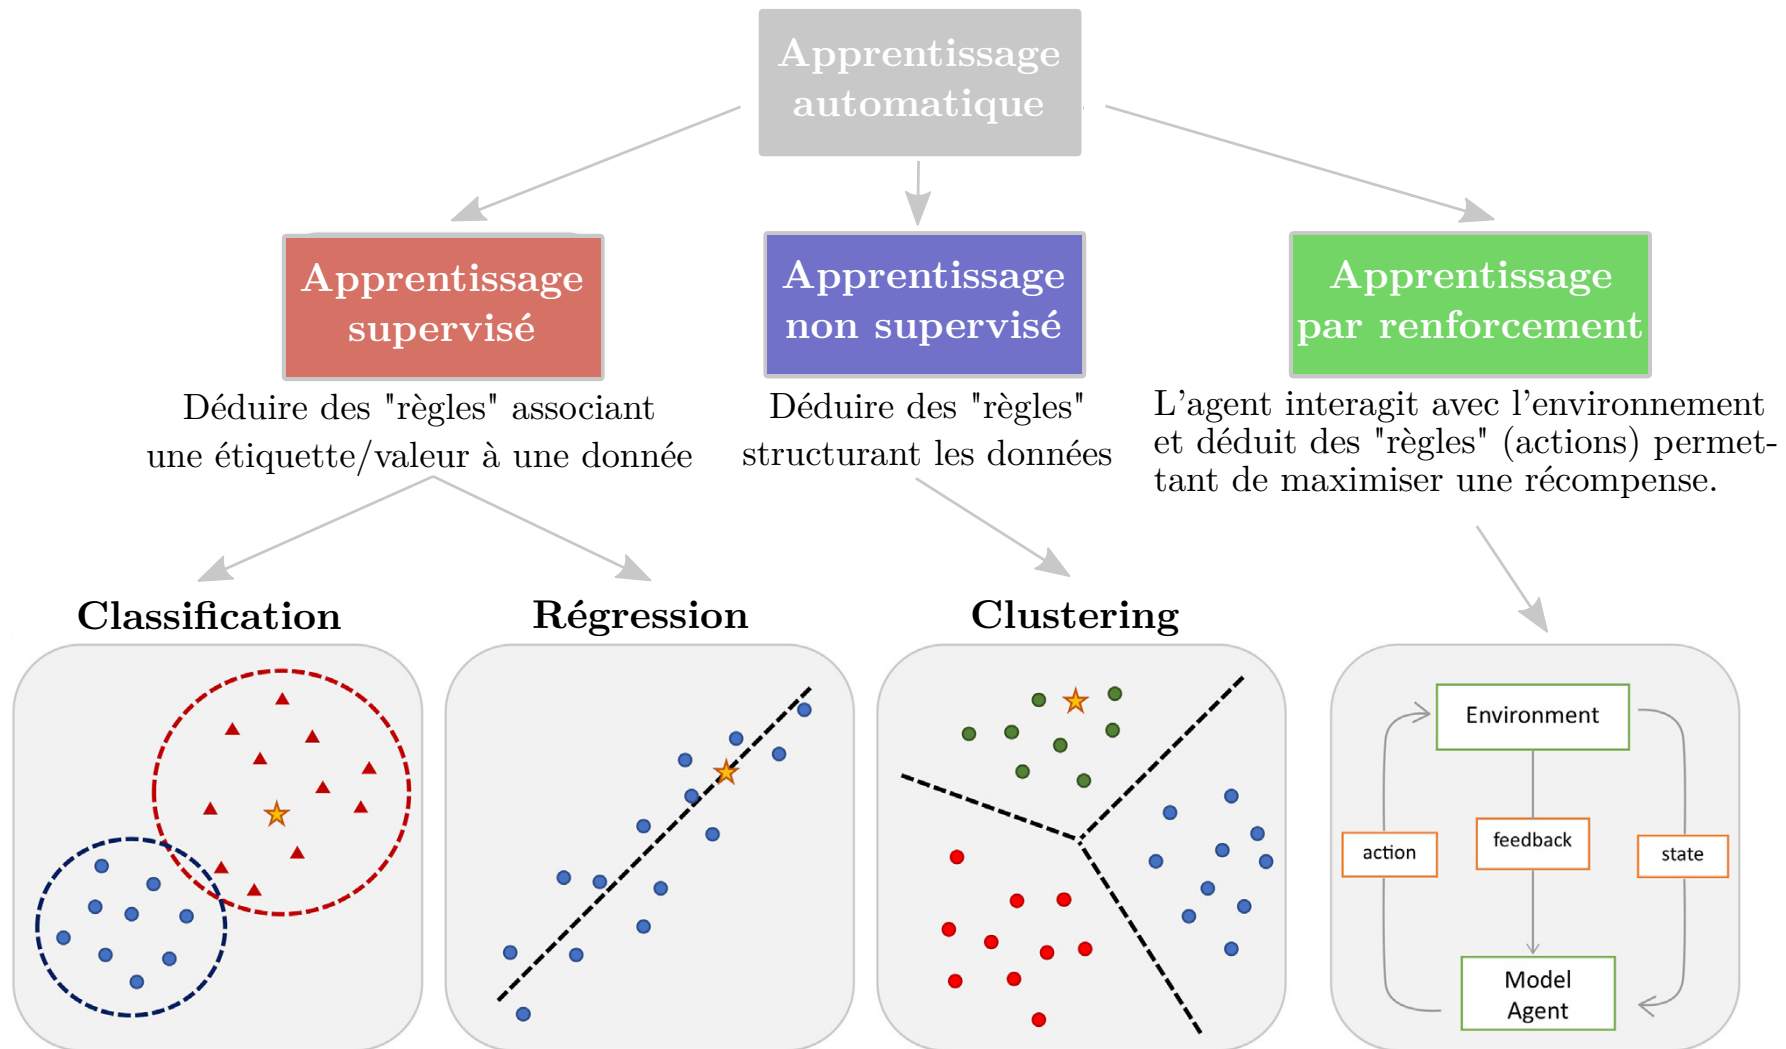 Apprentissage
automatique
Apprentissage
supervisé
Apprentissage
non supervisé
Apprentissage
par renforcement
Déduire des "règles" associant
une étiquette/valeur à une donnée
Déduire des "règles"
structurant les données
L'agent interagit avec l'environnement
et déduit des "règles" (actions) permet-
tant de maximiser une récompense.
Classification
Régression
Clustering
Environment
action
feedback
state
Model
Agent